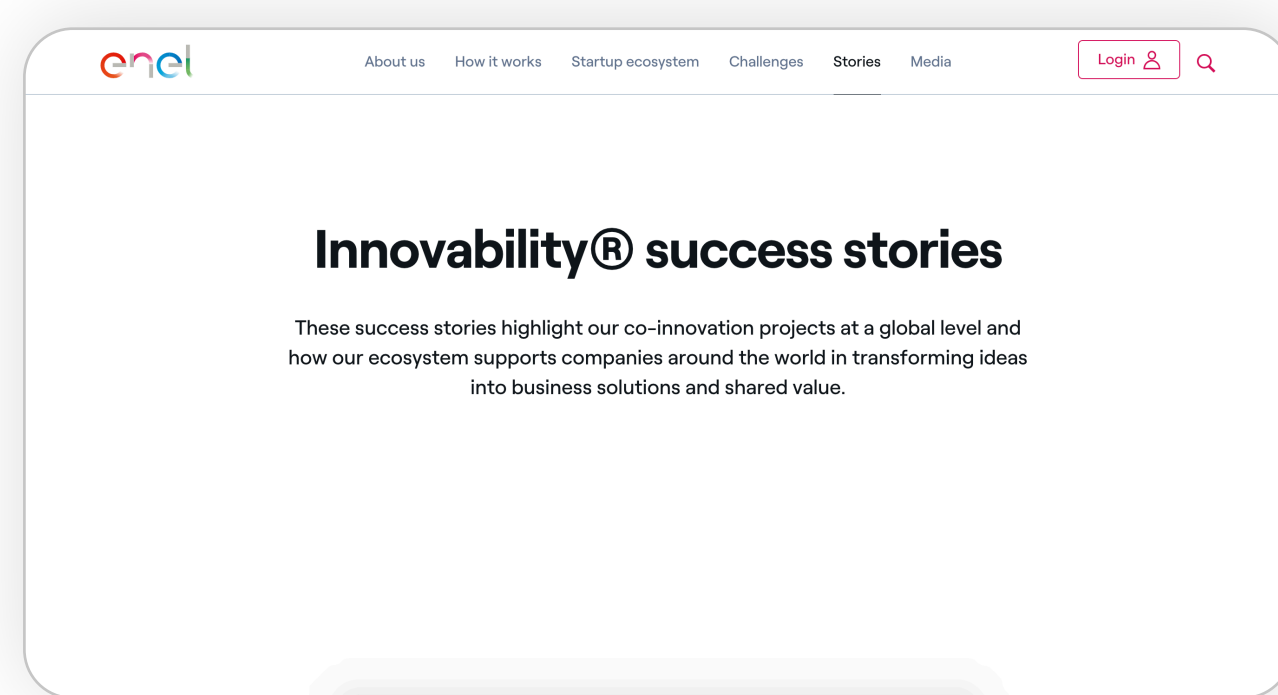 enel
About us How it works Startup ecosystem Challenges Stories Media Login
Innovability® success stories
These success stories highlight our co-innovation projects at a global level and
how our ecosystem supports companies around the world in transforming ideas
into business solutions and shared value.